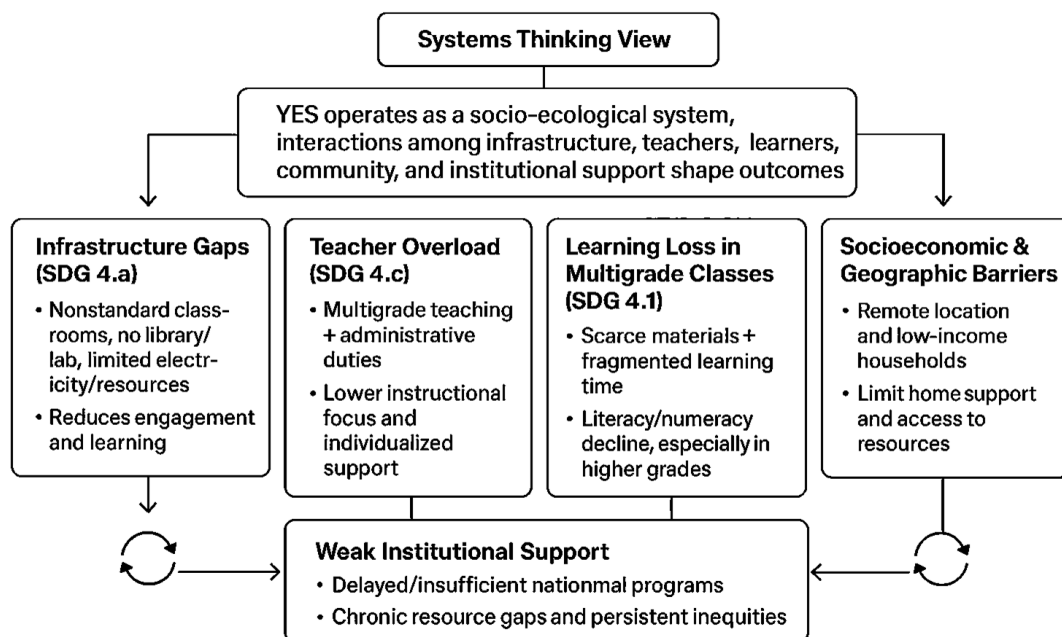 Systems Thinking View
YES operates as a socio-ecological system,
interactions among infrastructure, teachers, learners,
community, and institutional support shape outcomes
Infrastructure Gaps
(SDG 4.a)
• Nonstandard class-
rooms, no library/
lab, limited electr-
icity/resources
• Reduces engagement
and learning
Teacher Overload
(SDG 4.c)
• Multigrade teaching
+ administrative
duties
• Lower instructional
focus and
individualized
support
Learning Loss in
Multigrade Classes
(SDG 4.1)
• Scarce materials +
fragmented learning
time
• Literacy/numeracy
decline, especially in
higher grades
Socioeconomic &
Geographic Barriers
• Remote location
and low-income
households
• Limit home support
and access to
resources
Weak Institutional Support
• Delayed/insufficient nationmal programs
• Chronic resource gaps and persistent inequities